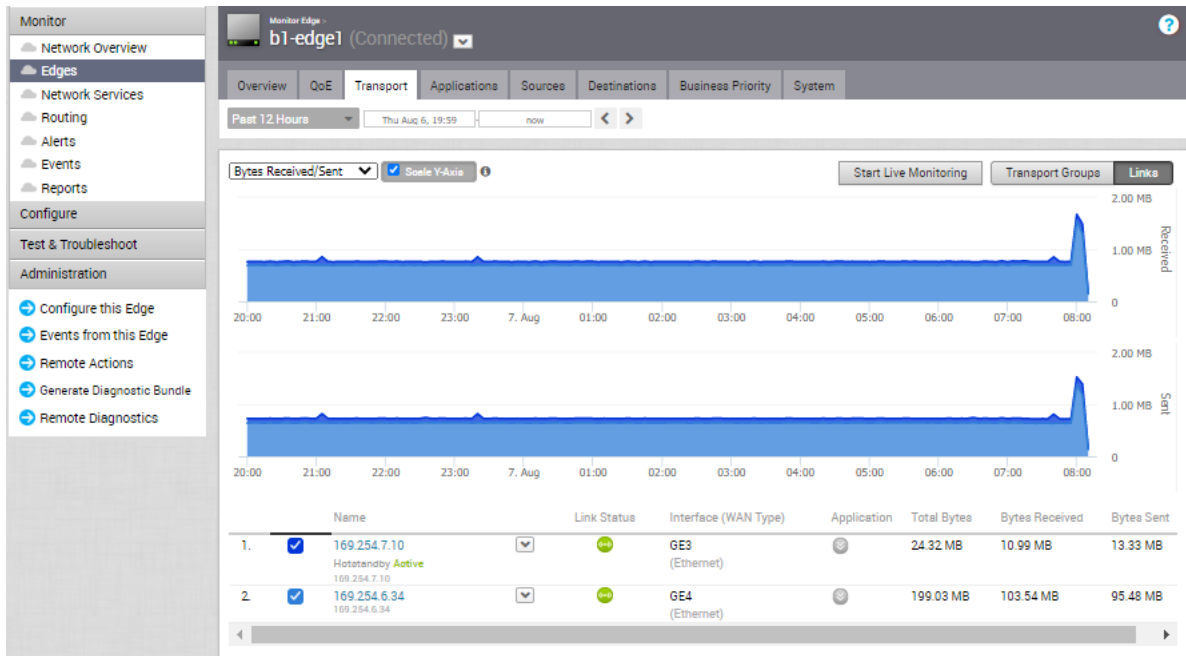 Monitor
Network Overview
Edges
Network Services
Routing
Alerts
Events
Reports
Configure
Test & Troubleshoot
Administration
Configure this Edge
Events from this Edge
Remote Actions
Generate Diagnostic Bundle
Remote Diagnostics
Monitor Edge >
b1-edge1 (Connected)
?
Overview QoE Transport Applications Sources Destinations Business Priority System
Past 12 Hours Thu Aug 6, 19:59 - now < >
Bytes Received/Sent Scale Y-Axis Start Live Monitoring Transport Groups Links
2.00 MB
1.00 MB
0
Received
20:00 21:00 22:00 23:00 7. Aug 01:00 02:00 03:00 04:00 05:00 06:00 07:00 08:00
2.00 MB
1.00 MB
0
Sent
20:00 21:00 22:00 23:00 7. Aug 01:00 02:00 03:00 04:00 05:00 06:00 07:00 08:00
Name Link Status Interface (WAN Type) Application Total Bytes Bytes Received Bytes Sent
1. 169.254.7.10 GE3 24.32 MB 10.99 MB 13.33 MB
Hotstandby Active (Ethernet)
169.254.7.10
2. 169.254.6.34 GE4 199.03 MB 103.54 MB 95.48 MB
169.254.6.34 (Ethernet)